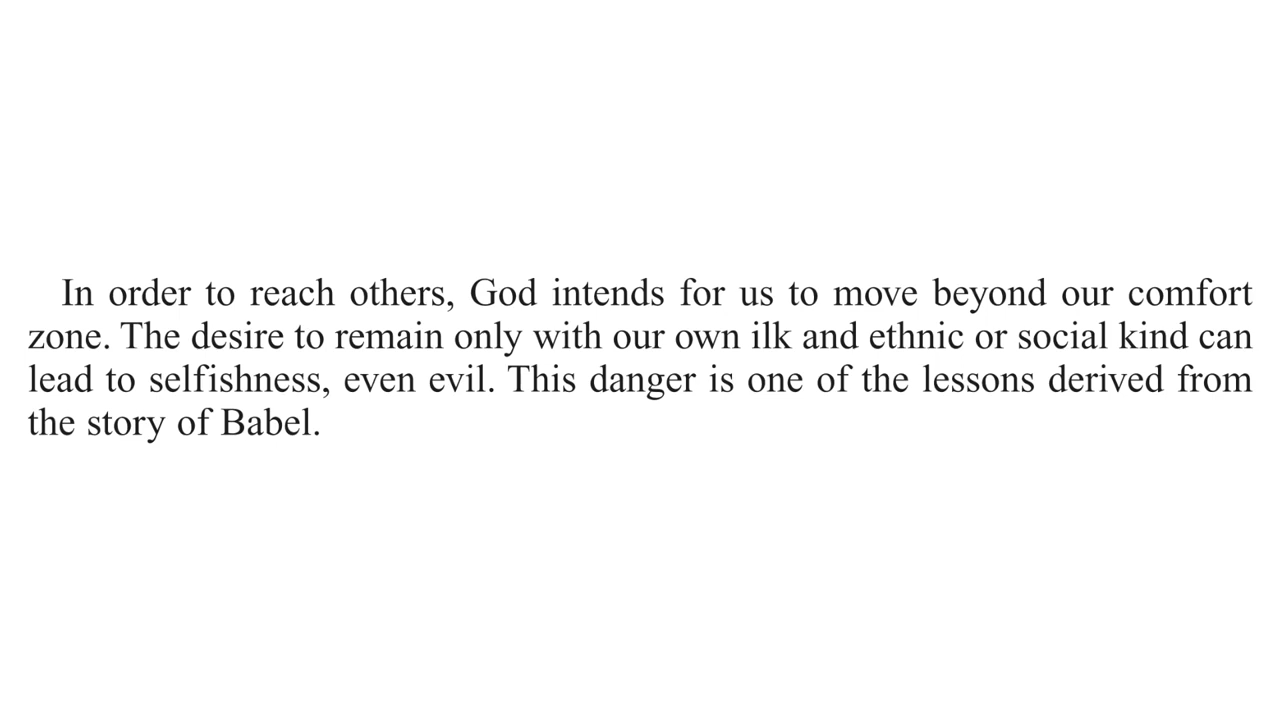 In order to reach others, God intends for us to move beyond our comfort
zone. The desire to remain only with our own ilk and ethnic or social kind can
lead to selfishness, even evil. This danger is one of the lessons derived from
the story of Babel.